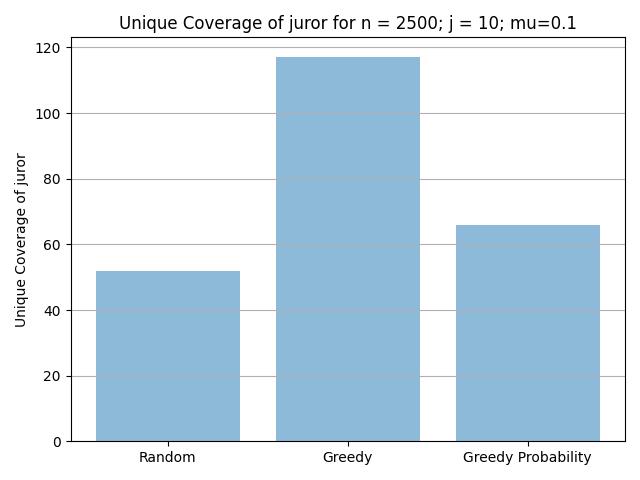 Unique Coverage of juror for n = 2500; j = 10; mu=0.1
Unique Coverage of juror
120
100
80
60
40
20
0
Random
Greedy
Greedy Probability